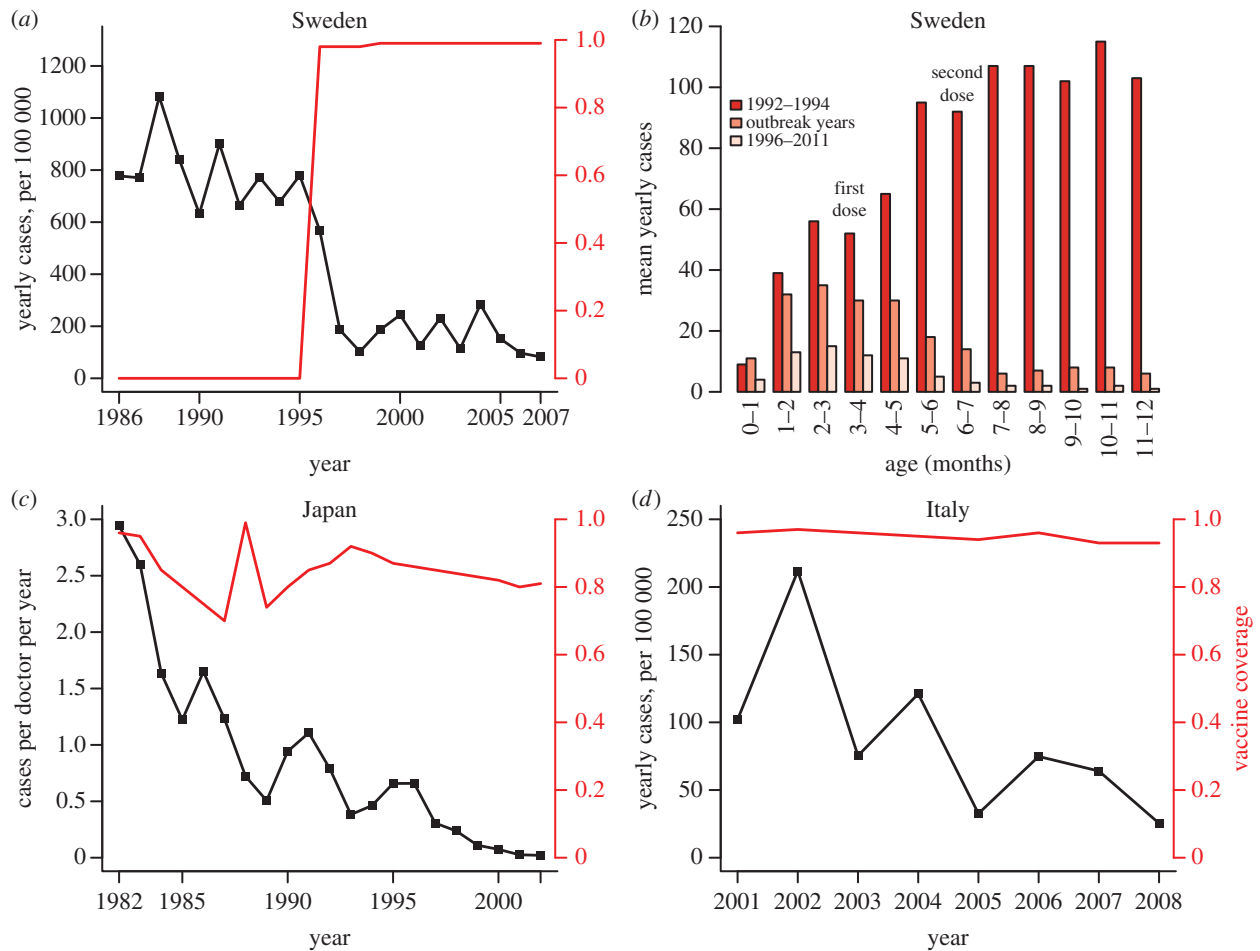 (a) Sweden
yearly cases, per 100 000
1200
1000
800
600
400
200
0
1.0
0.8
0.6
0.4
0.2
0
1986 1990 1995 2000 2005 2007
year
(b) Sweden
mean yearly cases
120
100
80
60
40
20
0
1992–1994
outbreak years
1996–2011
first
dose
second
dose
0–1 1–2 2–3 3–4 4–5 5–6 6–7 7–8 8–9 9–10 10–11 11–12
age (months)
(c) Japan
cases per doctor per year
3.0
2.5
2.0
1.5
1.0
0.5
0
1.0
0.8
0.6
0.4
0.2
0
1982 1985 1990 1995 2000
year
(d) Italy
yearly cases, per 100 000
250
200
150
100
50
0
1.0
0.8
0.6
0.4
0.2
0
vaccine coverage
2001 2002 2003 2004 2005 2006 2007 2008
year